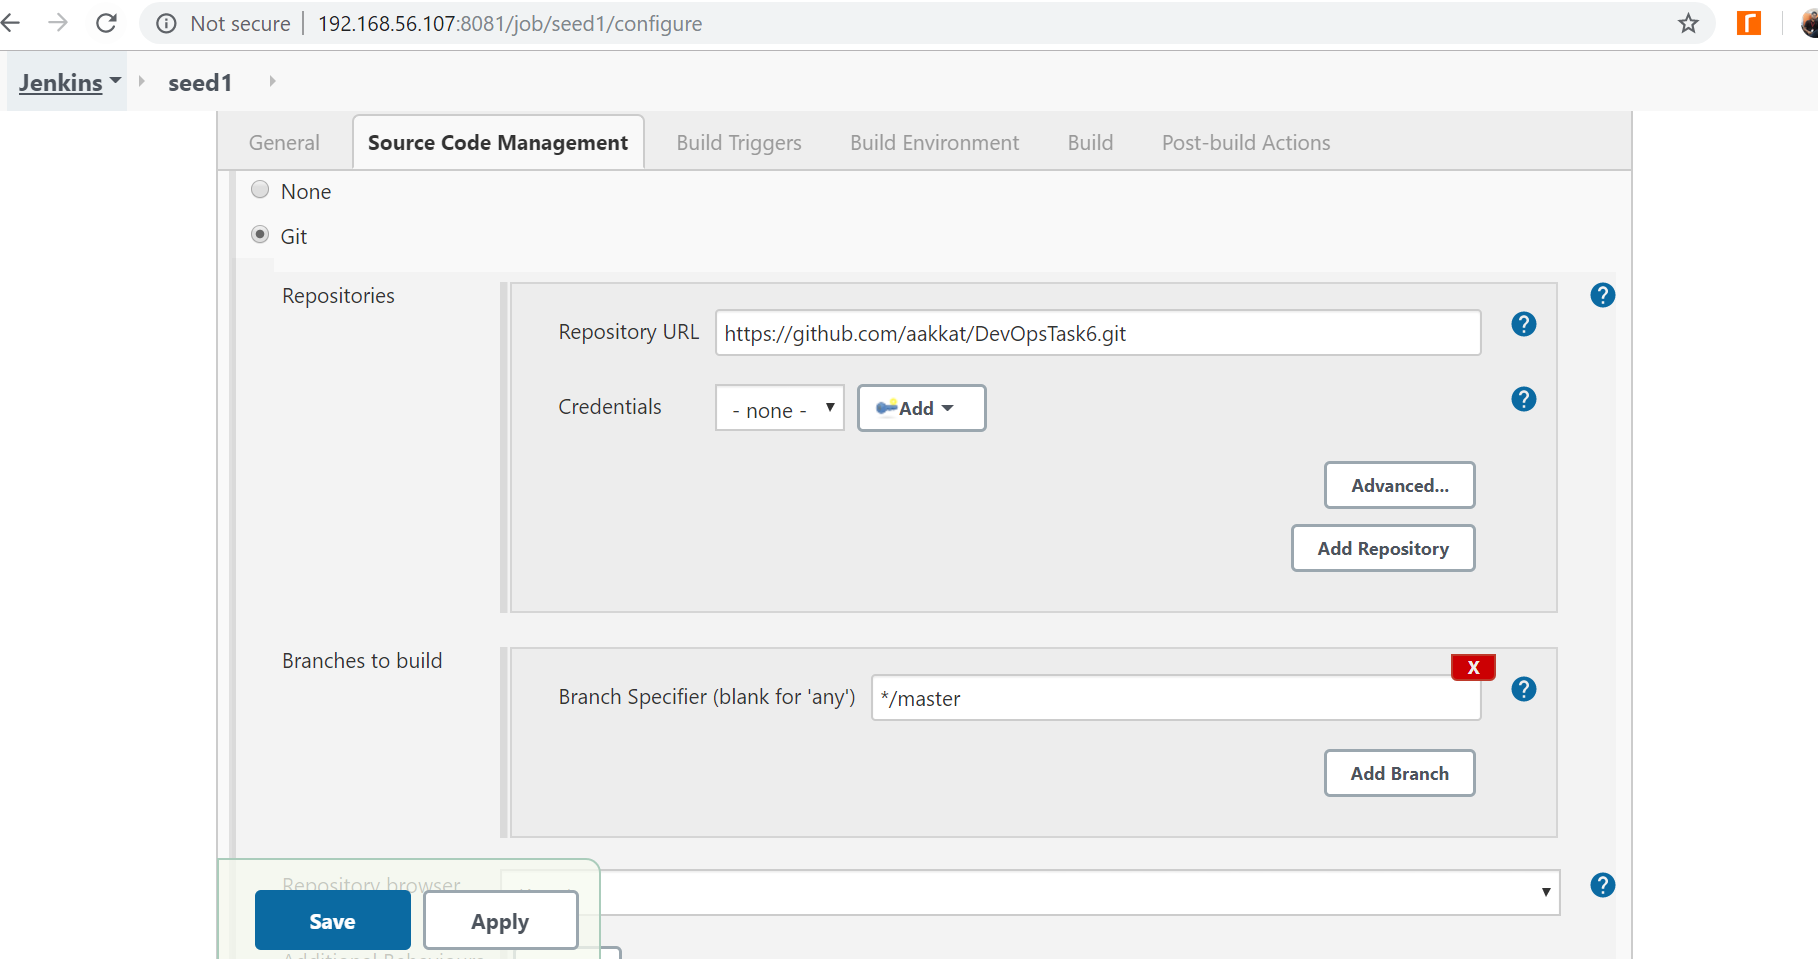 Not secure 192.168.56.107:8081/job/seed1/configure
Jenkins seed1
General Source Code Management Build Triggers Build Environment Build Post-build Actions
None
Git
Repositories
Repository URL https://github.com/aakkat/DevOpsTask6.git
Credentials - none - Add
Advanced...
Add Repository
Branches to build
X
Branch Specifier (blank for 'any') */master
Add Branch
Repository browser
Save Apply
Additional Behaviours